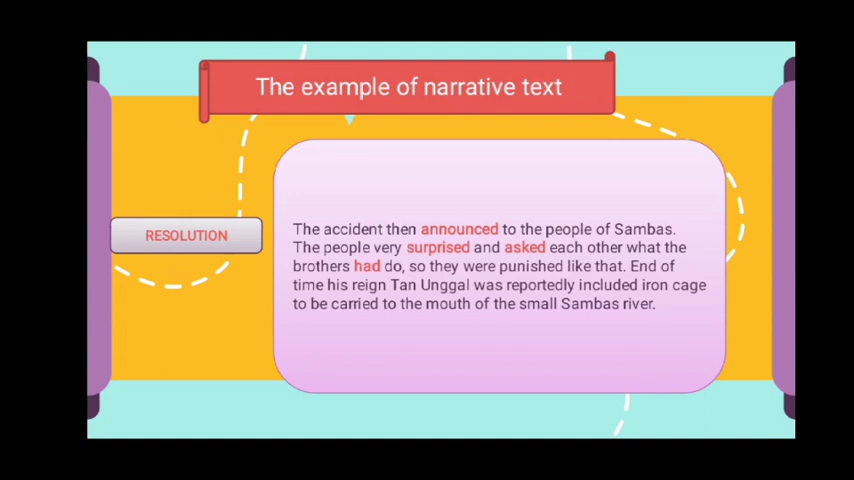 The example of narrative text
RESOLUTION
The accident then announced to the people of Sambas.
The people very surprised and asked each other what the
brothers had do, so they were punished like that. End of
time his reign Tan Unggal was reportedly included iron cage
to be carried to the mouth of the small Sambas river.